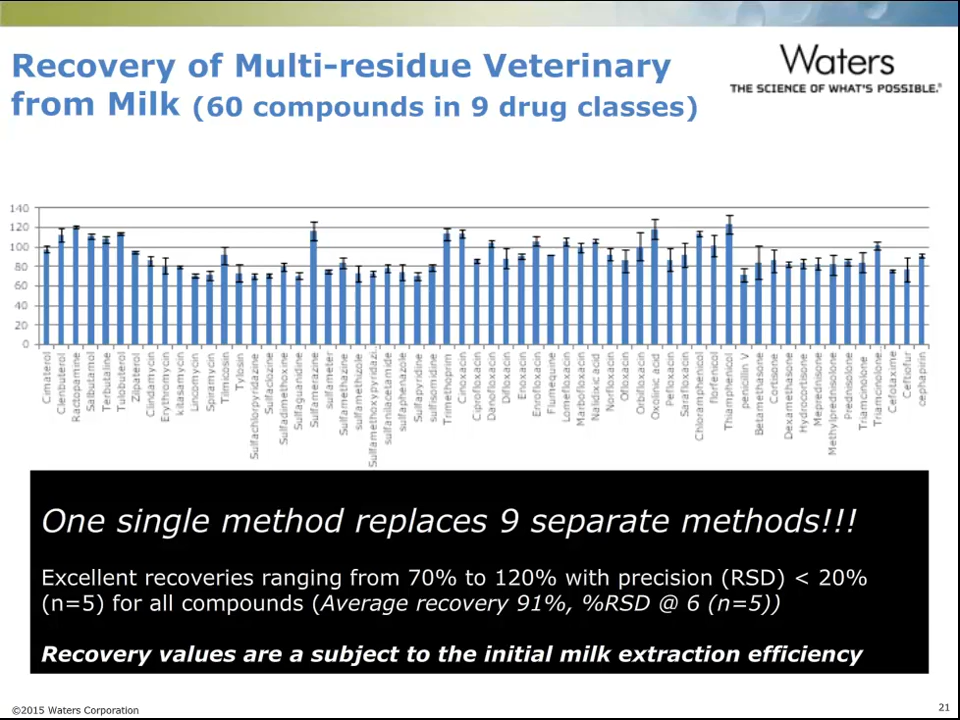 Recovery of Multi-residue Veterinary
from Milk (60 compounds in 9 drug classes)
Waters
THE SCIENCE OF WHAT'S POSSIBLE.®
140
120
100
80
60
40
20
0
Cimaterol
Clenbuterol
Ractopamine
Salbutamol
Terbutaline
Tulobuterol
Zilpaterol
Clindamycin
Erythromycin
kitasamycin
Lincomycin
Spiramycin
Tilmicosin
Tylosin
Sulfachlorpyridazine
Sulfaclozine
Sulfadimethoxine
Sulfaguanidine
Sulfamerazine
sulfameter
Sulfamethazine
sulfamethizole
Sulfamethoxypyridazi..
sulfanilacetamide
sulfaphenazole
Sulfapyridine
sulfisomidine
Trimethoprim
Cinoxacin
Ciprofloxacin
Danofloxacin
Difloxacin
Enoxacin
Enrofloxacin
Flumequine
Lomefloxacin
Marbofloxacin
Nalidixic acid
Norfloxacin
Ofloxacin
Orbifloxacin
Oxolinic acid
Pefloxacin
Sarafloxacin
Chloramphenicol
florfenicol
Thiamphenicol
penicillin V
Betamethasone
Cortisone
Dexamethasone
Hydrocortisone
Meprednisone
Methylprednisolone
Prednisolone
Triamcinolone
Triamcinolone..
Cefotaxime
Ceftiofur
cephapirin
One single method replaces 9 separate methods!!!
Excellent recoveries ranging from 70% to 120% with precision (RSD) < 20%
(n=5) for all compounds (Average recovery 91%, %RSD @ 6 (n=5))
Recovery values are a subject to the initial milk extraction efficiency
©2015 Waters Corporation
21